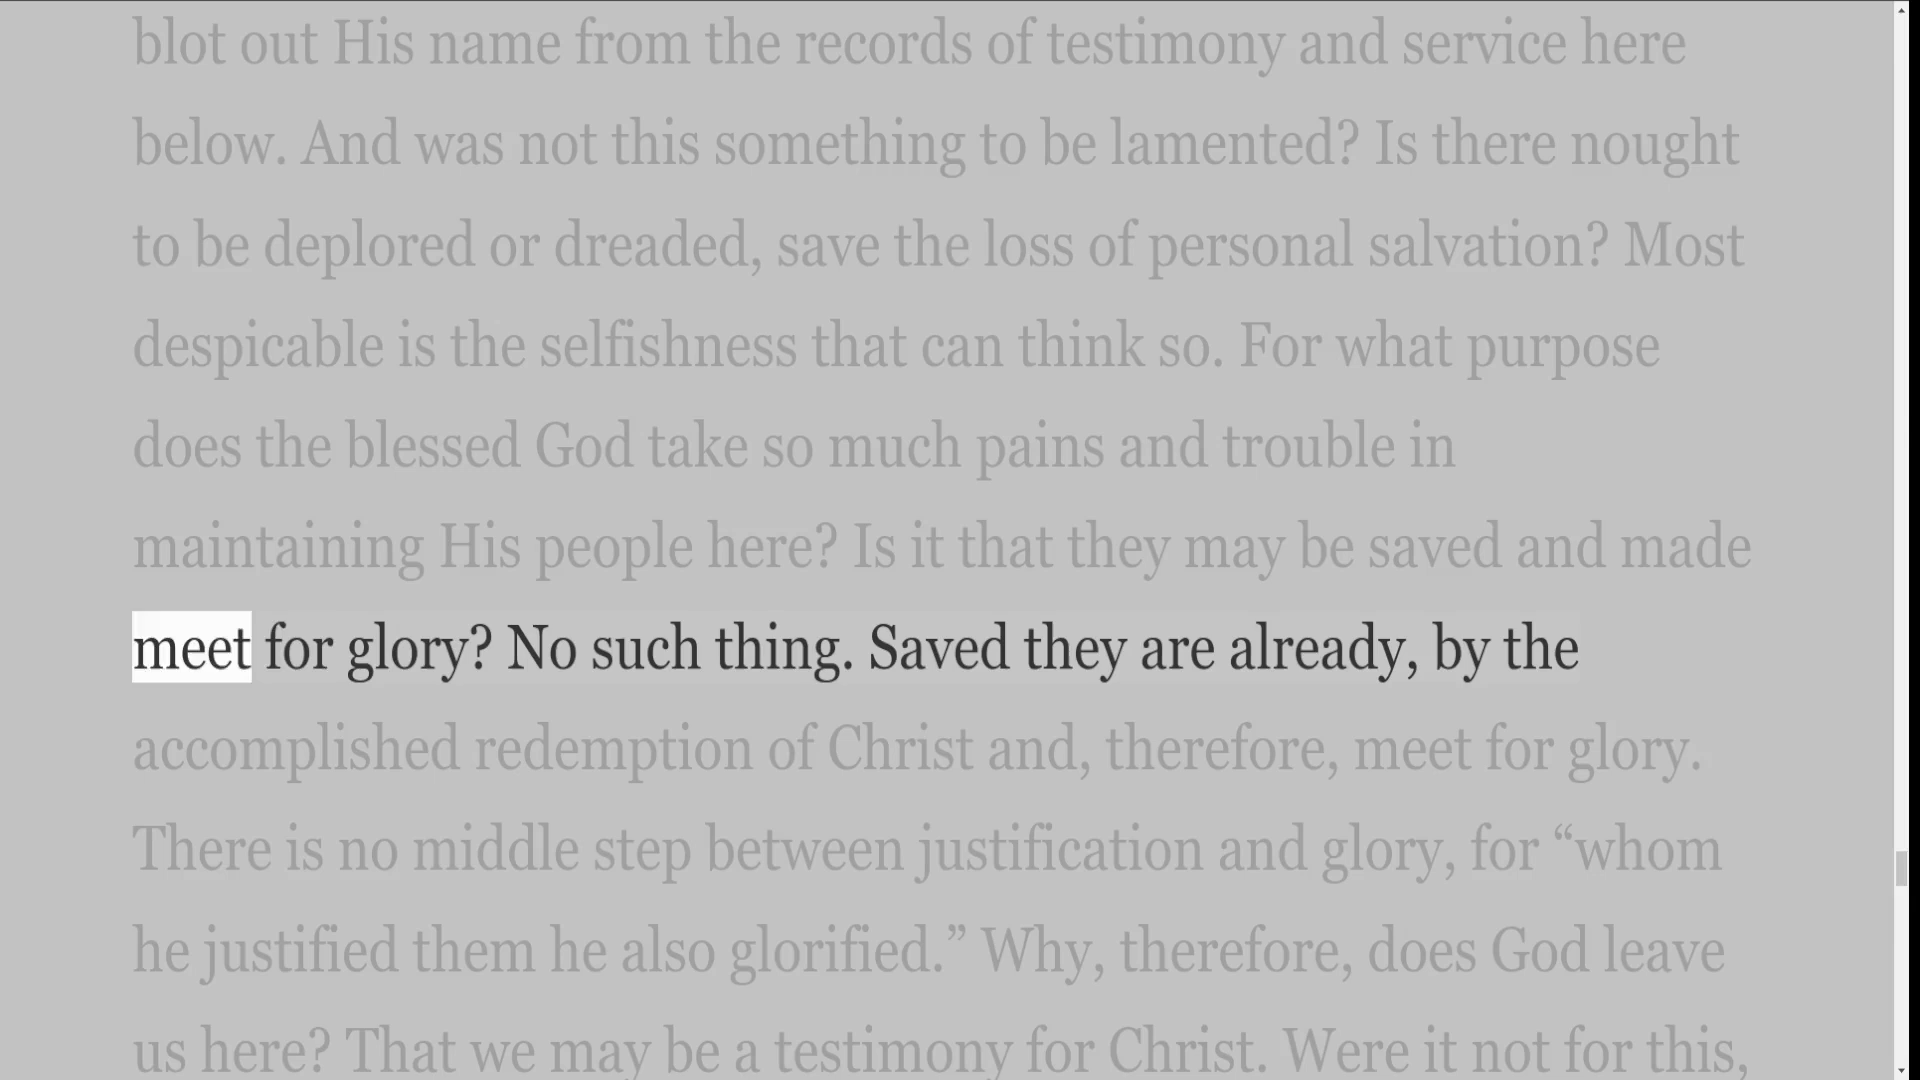 blot out His name from the records of testimony and service here
below. And was not this something to be lamented? Is there nought
to be deplored or dreaded, save the loss of personal salvation? Most
despicable is the selfishness that can think so. For what purpose
does the blessed God take so much pains and trouble in
maintaining His people here? Is it that they may be saved and made
meet for glory? No such thing. Saved they are already, by the
accomplished redemption of Christ and, therefore, meet for glory.
There is no middle step between justification and glory, for “whom
he justified them he also glorified.” Why, therefore, does God leave
us here? That we may be a testimony for Christ. Were it not for this,